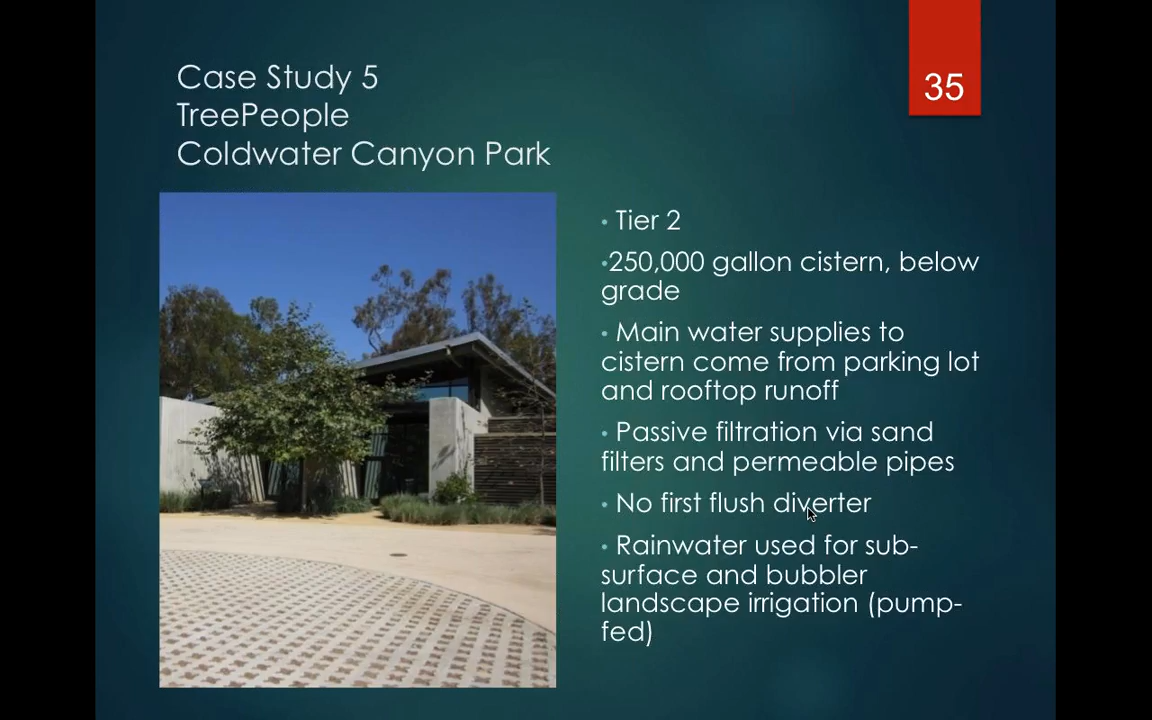 Case Study 5
TreePeople
Coldwater Canyon Park
35
• Tier 2
•250,000 gallon cistern, below
grade
• Main water supplies to
cistern come from parking lot
and rooftop runoff
• Passive filtration via sand
filters and permeable pipes
• No first flush diverter
• Rainwater used for sub-
surface and bubbler
landscape irrigation (pump-
fed)